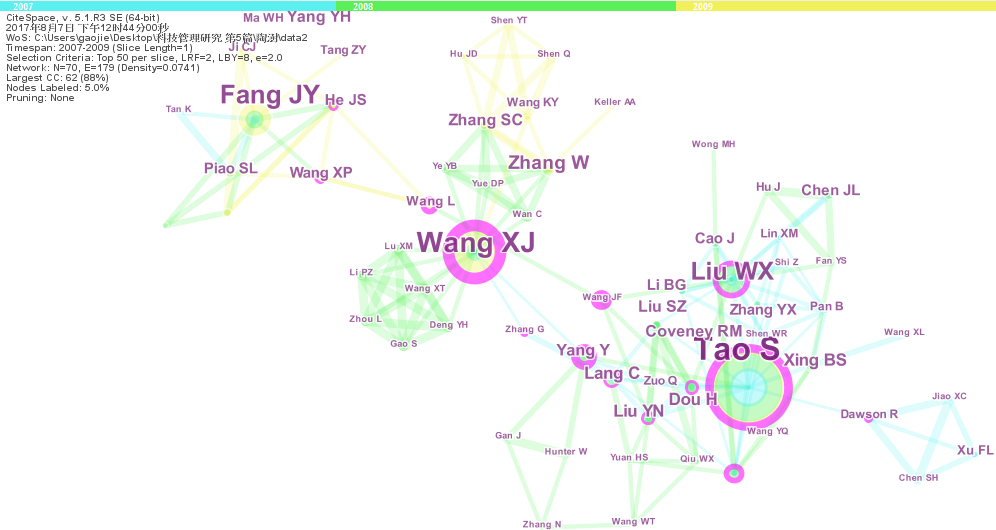 2007
2008
2009
CiteSpace, v. 5.1.R3 SE (64-bit)
2017年8月7日 下午12时44分00秒
WoS: C:\Users\gaojie\Desktop\科技管理研究 第5篇\陶澍\data2
Timespan: 2007-2009 (Slice Length=1)
Selection Criteria: Top 50 per slice, LRF=2, LBY=8, e=2.0
Network: N=70, E=179 (Density=0.0741)
Largest CC: 62 (88%)
Nodes Labeled: 5.0%
Pruning: None
Ma WH
Yang YH
Ji CJ
Tang ZY
Shen YT
Hu JD
Shen Q
Fang JY
He JS
Tan K
Wang KY
Keller AA
Zhang SC
Wong MH
Piao SL
Wang XP
Ye YB
Zhang W
Yue DP
Hu J
Chen JL
Wang L
Wan C
Lu XM
Wang XJ
Cao J
Lin XM
Li PZ
Shi Z
Fan YS
Liu WX
Wang XT
Li BG
Wang JF
Liu SZ
Zhang YX
Pan B
Zhou L
Deng YH
Zhang G
Coveney RM
Shen WR
Wang XL
Gao S
Yang Y
Tao S
Xing BS
Lang C
Zuo Q
Dou H
Jiao XC
Liu YN
Dawson R
Gan J
Wang YQ
Hunter W
Yuan HS
Qiu WX
Xu FL
Chen SH
Zhang N
Wang WT